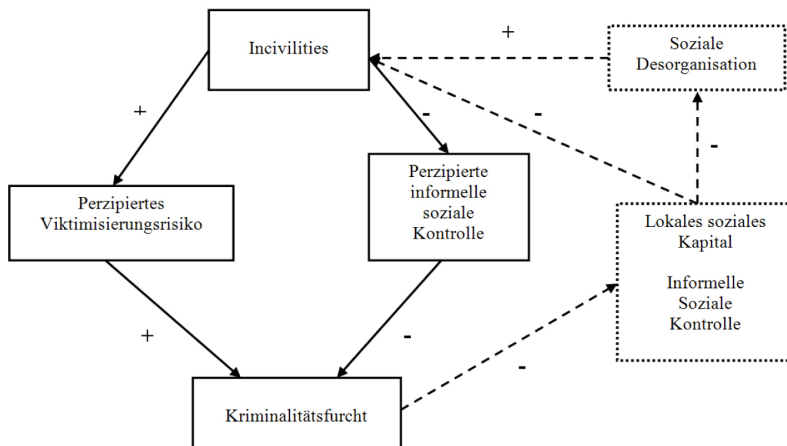 Incivilities
+
Soziale
Desorganisation
+
-
-
-
Perzipiertes
Viktimisierungsrisiko
Perzipierte
informelle
soziale
Kontrolle
Lokales soziales
Kapital
Informelle
Soziale
Kontrolle
+
-
-
Kriminalitätsfurcht